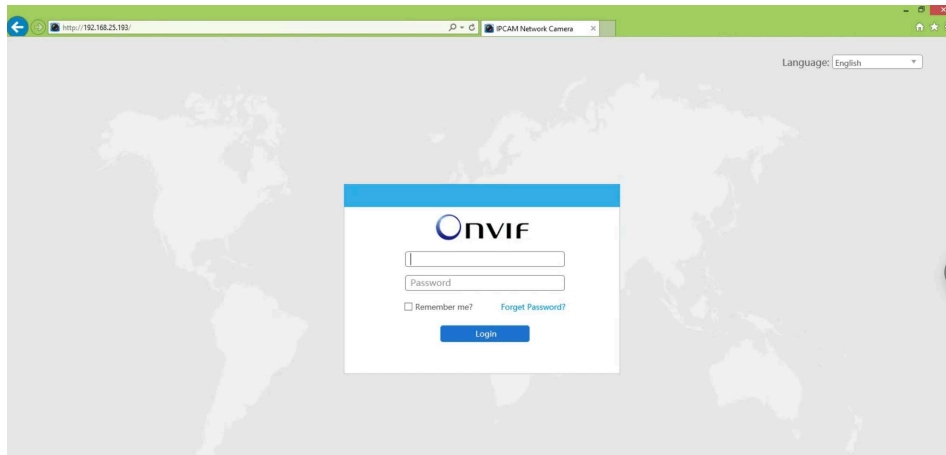 http://192.168.25.193/
IPCAM Network Camera
Language: English
ONVIF
Password
Remember me? Forget Password?
Login